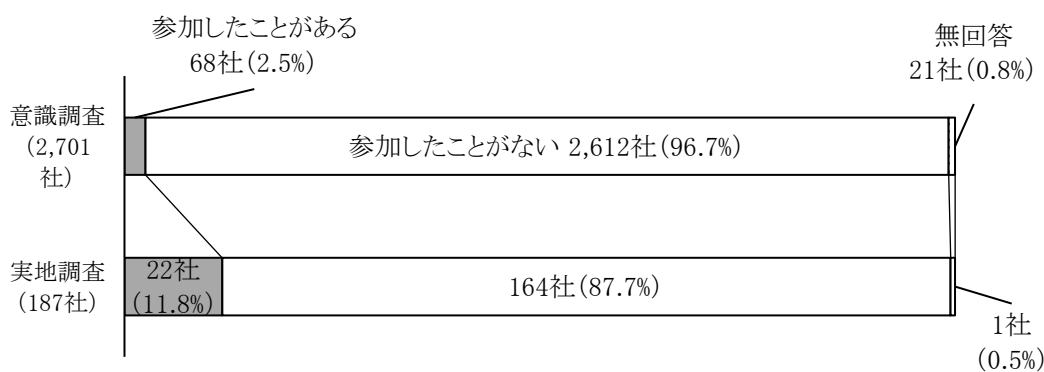 参加したことがある
68社(2.5%)
無回答
21社(0.8%)
意識調査
(2,701
社)
参加したことがない 2,612社(96.7%)
実地調査
(187社)
22社
(11.8%)
164社(87.7%)
1社
(0.5%)